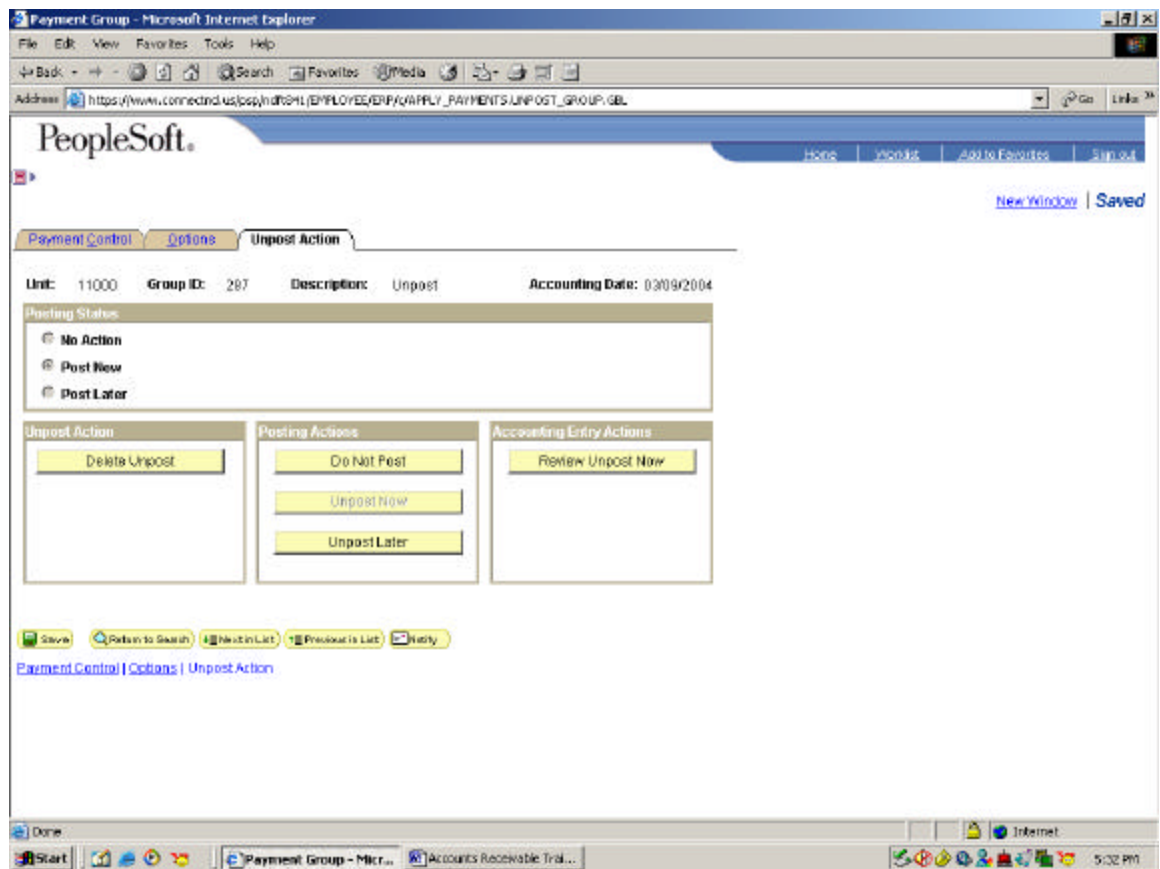 Payment Group - Microsoft Internet Explorer
File Edit View Favorites Tools Help
Back Search Favorites Media
Address https://www.connectnd.us/psp/ndfts941/EMPLOYEE/ERP/c/APPLY_PAYMENTS.UNPOST_GROUP.GBL Go Links
PeopleSoft.
Home Worklist Add to Favorites Sign out
New Window | Saved
Payment Control Options Unpost Action
Unit: 11000 Group ID: 287 Description: Unpost Accounting Date: 03/09/2004
Posting Status
No Action
Post Now
Post Later
Unpost Action Posting Actions Accounting Entry Actions
Delete Unpost Do Not Post Review Unpost Now
Unpost Now
Unpost Later
Save Return to Search Next in List Previous in List Notify
Payment Control | Options | Unpost Action
Done Internet
Start Payment Group - Micr... Accounts Receivable Trai... 5:32 PM